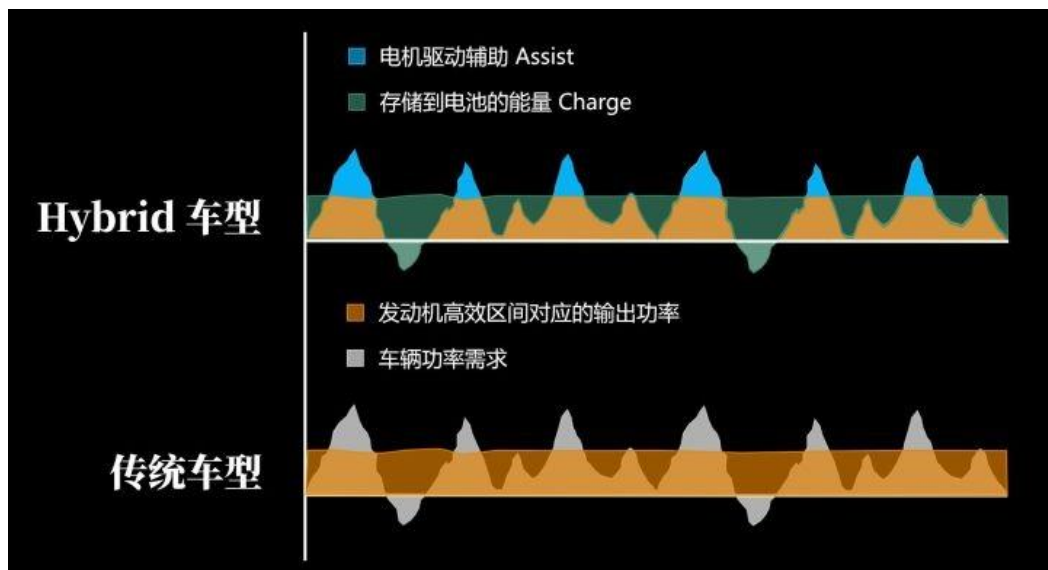 电机驱动辅助 Assist
存储到电池的能量 Charge
Hybrid 车型
发动机高效区间对应的输出功率
车辆功率需求
传统车型